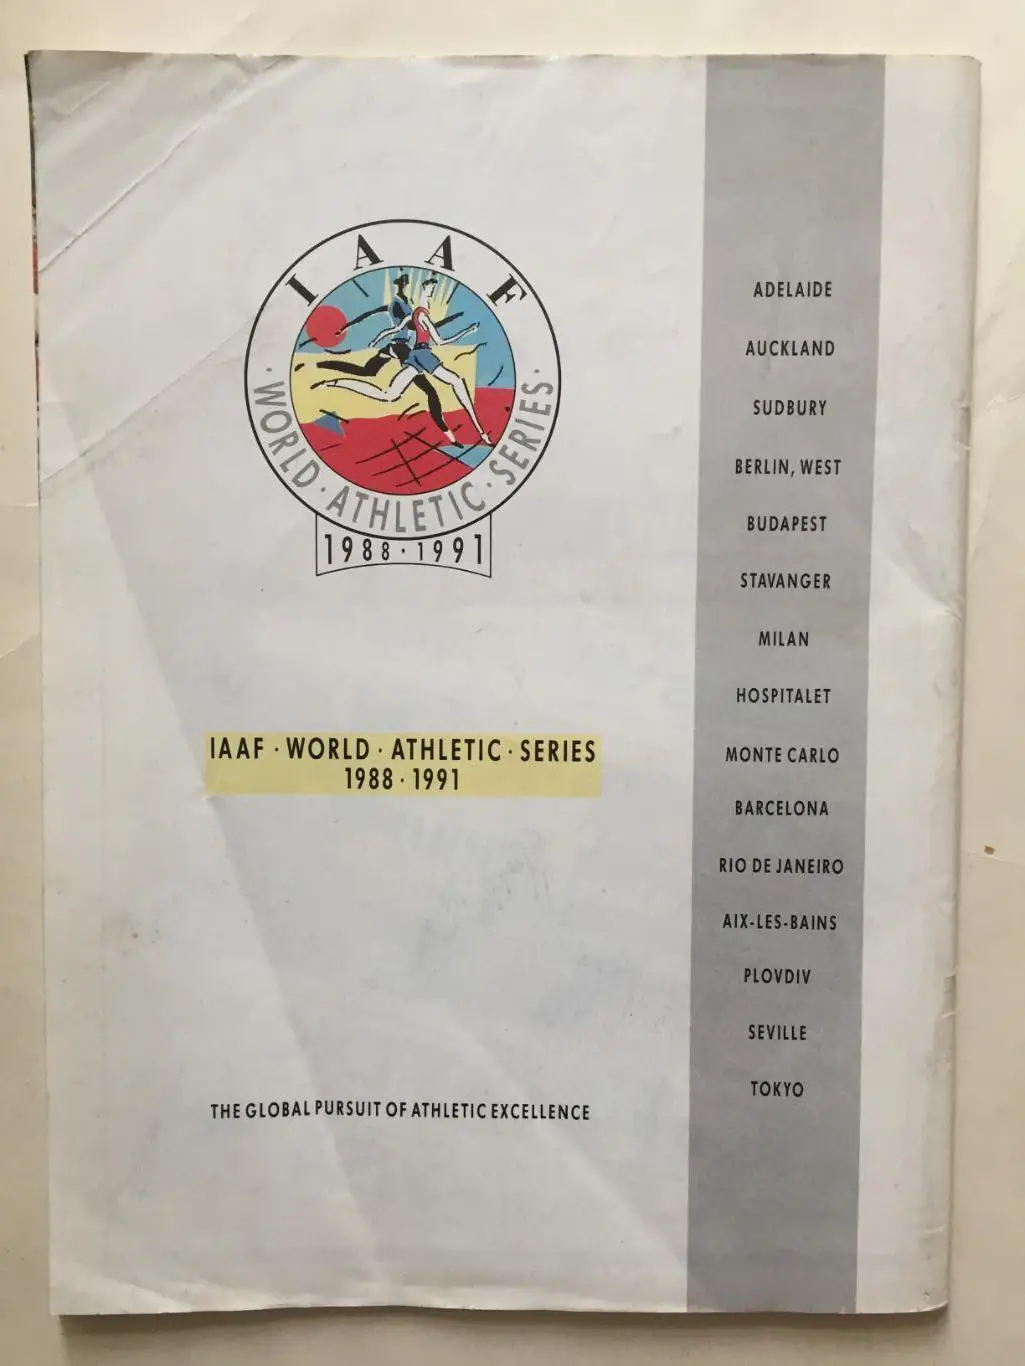 IAAF
·WORLD·ATHLETIC·SERIES·
1988·1991
IAAF·WORLD·ATHLETIC·SERIES
1988·1991
THE GLOBAL PURSUIT OF ATHLETIC EXCELLENCE
ADELAIDE
AUCKLAND
SUDBURY
BERLIN, WEST
BUDAPEST
STAVANGER
MILAN
HOSPITALET
MONTE CARLO
BARCELONA
RIO DE JANEIRO
AIX-LES-BAINS
PLOVDIV
SEVILLE
TOKYO